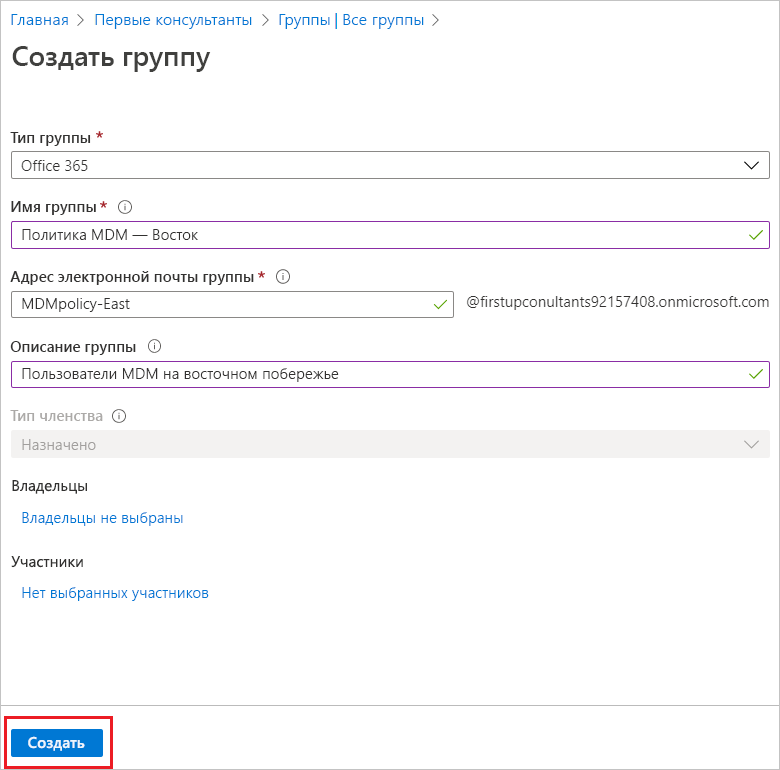 Главная > Первые консультанты > Группы | Все группы >
Создать группу
Тип группы *
Office 365
Имя группы *
Политика MDM — Восток
Адрес электронной почты группы *
MDMpolicy-East @firstupconultants92157408.onmicrosoft.com
Описание группы
Пользователи MDM на восточном побережье
Тип членства
Назначено
Владельцы
Владельцы не выбраны
Участники
Нет выбранных участников
Создать